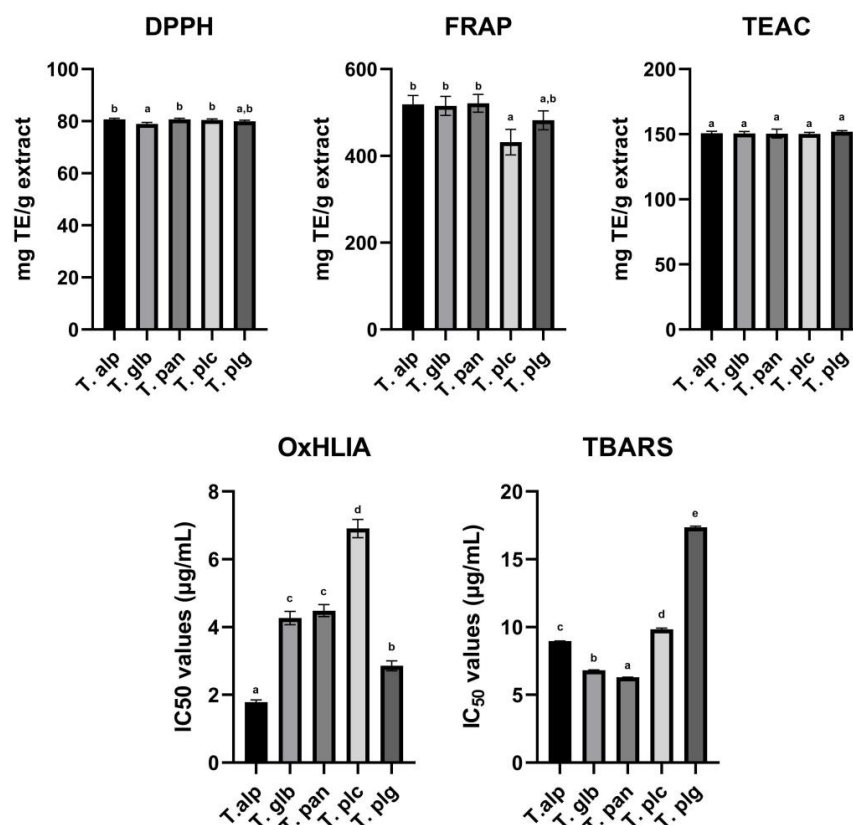 DPPH
mg TE/g extract
100
80
60
40
20
0
b
a
b
b
a,b
T. alp
T. glb
T. pan
T. plc
T. plg
FRAP
mg TE/g extract
600
400
200
0
b
b
b
a
a,b
T. alp
T. glb
T. pan
T. plc
T. plg
TEAC
mg TE/g extract
200
150
100
50
0
a
a
a
a
a
T. alp
T. glb
T. pan
T. plc
T. plg
OxHLIA
IC50 values (µg/mL)
8
6
4
2
0
a
c
c
d
b
T.alp
T. glb
T. pan
T. plc
T. plg
TBARS
IC50 values (µg/mL)
20
15
10
5
0
c
b
a
d
e
T.alp
T. glb
T. pan
T. plc
T. plg